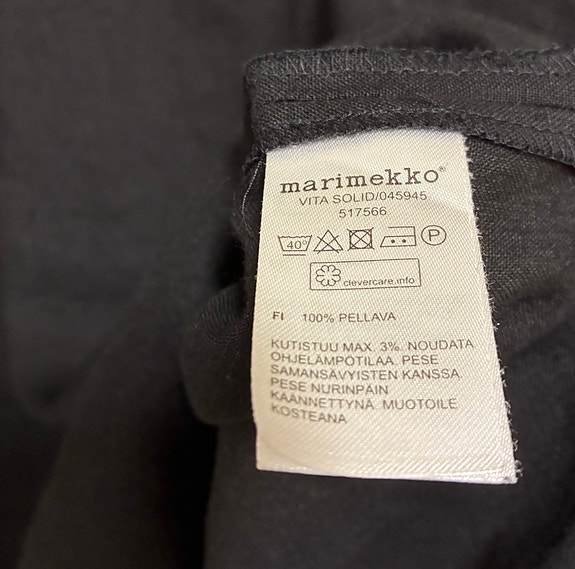 marimekko®
VITA SOLID/045945
517566
40°
P
clevercare.info
FI 100% PELLAVA
KUTISTUU MAX. 3%. NOUDATA
OHJELÄMPÖTILAA. PESE
SAMANSÄVYISTEN KANSSA.
PESE NURINPÄIN
KÄÄNNETTYNÄ. MUOTOILE
KOSTEANA